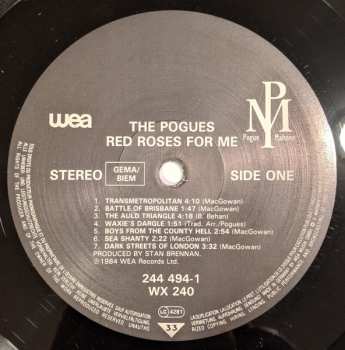 wea
PM
Pogue Mahone
THE POGUES
RED ROSES FOR ME
STEREO
GEMA/
BIEM
SIDE ONE
1. TRANSMETROPOLITAN 4:10 (MacGowan)
2. BATTLE OF BRISBANE 1:47 (MacGowan)
3. THE AULD TRIANGLE 4:18 (B. Behan)
4. WAXIE'S DARGLE 1:51 (Trad. Arr.:Pogues)
5. BOYS FROM THE COUNTY HELL 2:54 (MacGowan)
6. SEA SHANTY 2:22 (MacGowan)
7. DARK STREETS OF LONDON 3:32 (MacGowan)
PRODUCED BY STAN BRENNAN.
℗ 1984 WEA Records Ltd.
244 494-1
WX 240
LC 4281
33